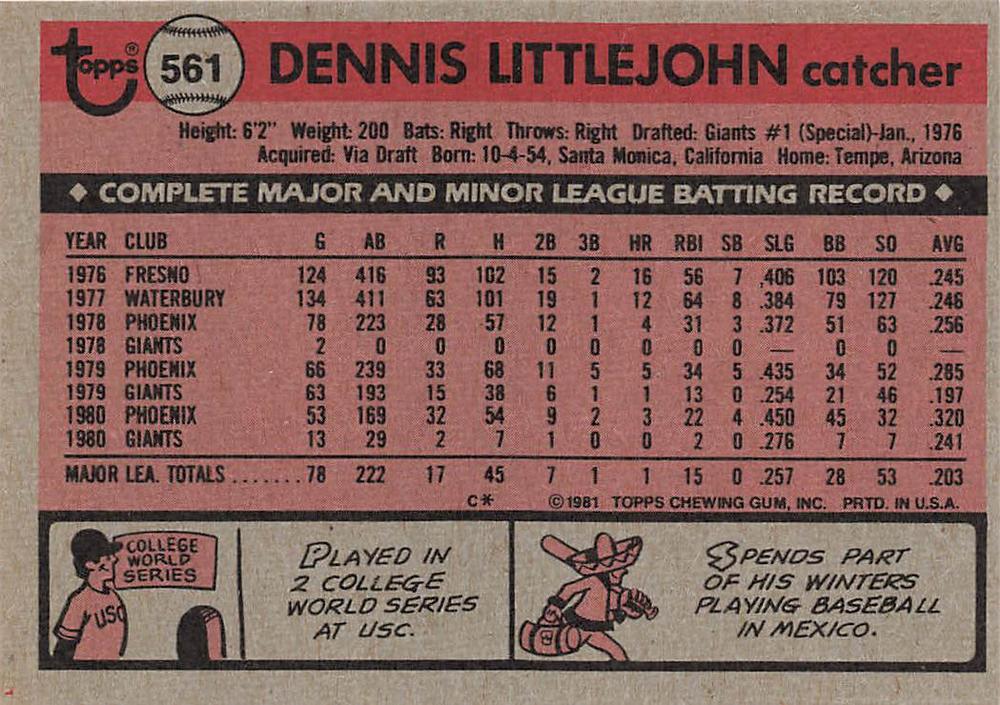 topps® 561 DENNIS LITTLEJOHN catcher
Height: 6'2" Weight: 200 Bats: Right Throws: Right Drafted: Giants #1 (Special)-Jan., 1976
Acquired: Via Draft Born: 10-4-54, Santa Monica, California Home: Tempe, Arizona
◆ COMPLETE MAJOR AND MINOR LEAGUE BATTING RECORD ◆
YEAR CLUB G AB R H 2B 3B HR RBI SB SLG BB SO AVG
1976 FRESNO 124 416 93 102 15 2 16 56 7 .406 103 120 .245
1977 WATERBURY 134 411 63 101 19 1 12 64 8 .384 79 127 .246
1978 PHOENIX 78 223 28 57 12 1 4 31 3 .372 51 63 .256
1978 GIANTS 2 0 0 0 0 0 0 0 0 — 0 0 —
1979 PHOENIX 66 239 33 68 11 5 5 34 5 .435 34 52 .285
1979 GIANTS 63 193 15 38 6 1 1 13 0 .254 21 46 .197
1980 PHOENIX 53 169 32 54 9 2 3 22 4 .450 45 32 .320
1980 GIANTS 13 29 2 7 1 0 0 2 0 .276 7 7 .241
MAJOR LEA. TOTALS ....... 78 222 17 45 7 1 1 15 0 .257 28 53 .203
C* ©1981 TOPPS CHEWING GUM, INC. PRTD. IN U.S.A.
COLLEGE
WORLD
SERIES
USC
PLAYED IN
2 COLLEGE
WORLD SERIES
AT USC.
SPENDS PART
OF HIS WINTERS
PLAYING BASEBALL
IN MEXICO.